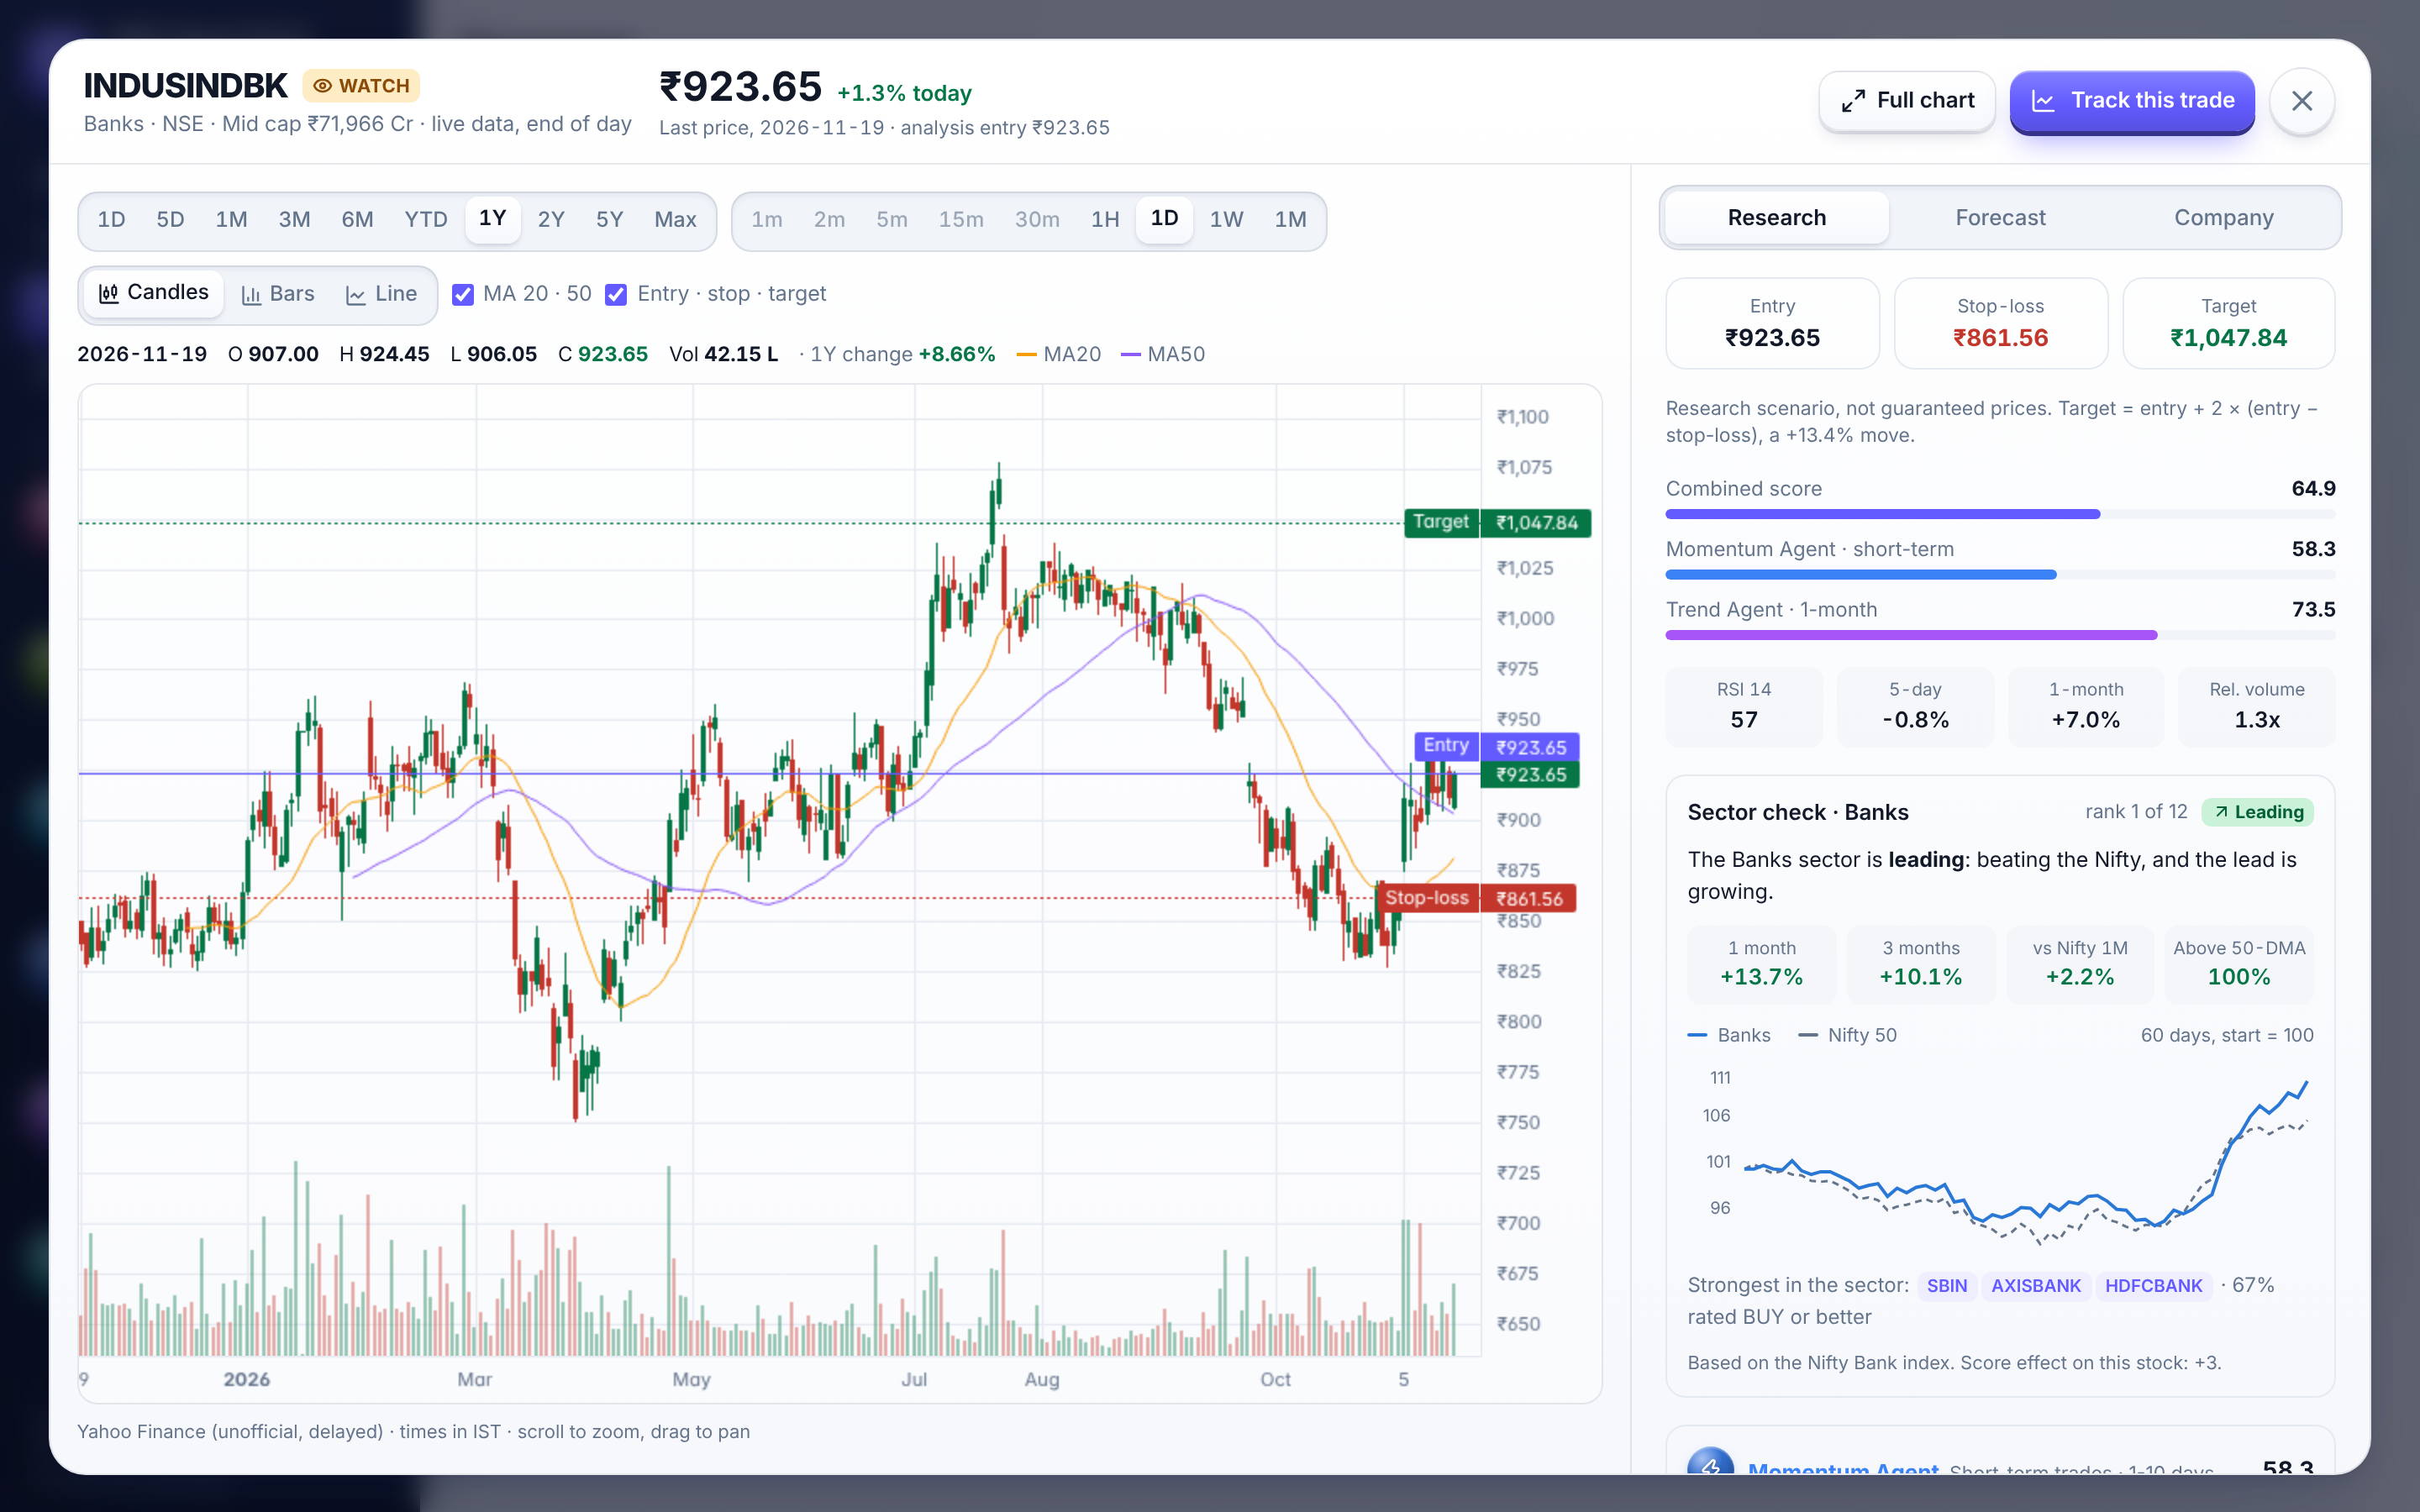 INDUSINDBK WATCH
Banks · NSE · Mid cap ₹71,966 Cr · live data, end of day
₹923.65 +1.3% today
Last price, 2026-11-19 · analysis entry ₹923.65
Full chart
Track this trade
1D 5D 1M 3M 6M YTD 1Y 2Y 5Y Max
1m 2m 5m 15m 30m 1H 1D 1W 1M
Candles Bars Line
MA 20 · 50
Entry · stop · target
2026-11-19 O 907.00 H 924.45 L 906.05 C 923.65 Vol 42.15 L · 1Y change +8.66% MA20 MA50
₹1,100
₹1,075
Target ₹1,047.84
₹1,025
₹1,000
₹975
₹950
Entry ₹923.65
₹923.65
₹900
₹875
Stop-loss ₹861.56
₹850
₹825
₹800
₹775
₹750
₹725
₹700
₹675
₹650
9 2026 Mar May Jul Aug Oct 5
Yahoo Finance (unofficial, delayed) · times in IST · scroll to zoom, drag to pan
Research Forecast Company
Entry
₹923.65
Stop-loss
₹861.56
Target
₹1,047.84
Research scenario, not guaranteed prices. Target = entry + 2 × (entry −
stop-loss), a +13.4% move.
Combined score 64.9
Momentum Agent · short-term 58.3
Trend Agent · 1-month 73.5
RSI 14
57
5-day
-0.8%
1-month
+7.0%
Rel. volume
1.3x
Sector check · Banks rank 1 of 12 Leading
The Banks sector is leading: beating the Nifty, and the lead is
growing.
1 month
+13.7%
3 months
+10.1%
vs Nifty 1M
+2.2%
Above 50-DMA
100%
Banks Nifty 50 60 days, start = 100
111
106
101
96
Strongest in the sector: SBIN AXISBANK HDFCBANK · 67%
rated BUY or better
Based on the Nifty Bank index. Score effect on this stock: +3.
Momentum Agent Short-term trades · 1-10 days 58.3